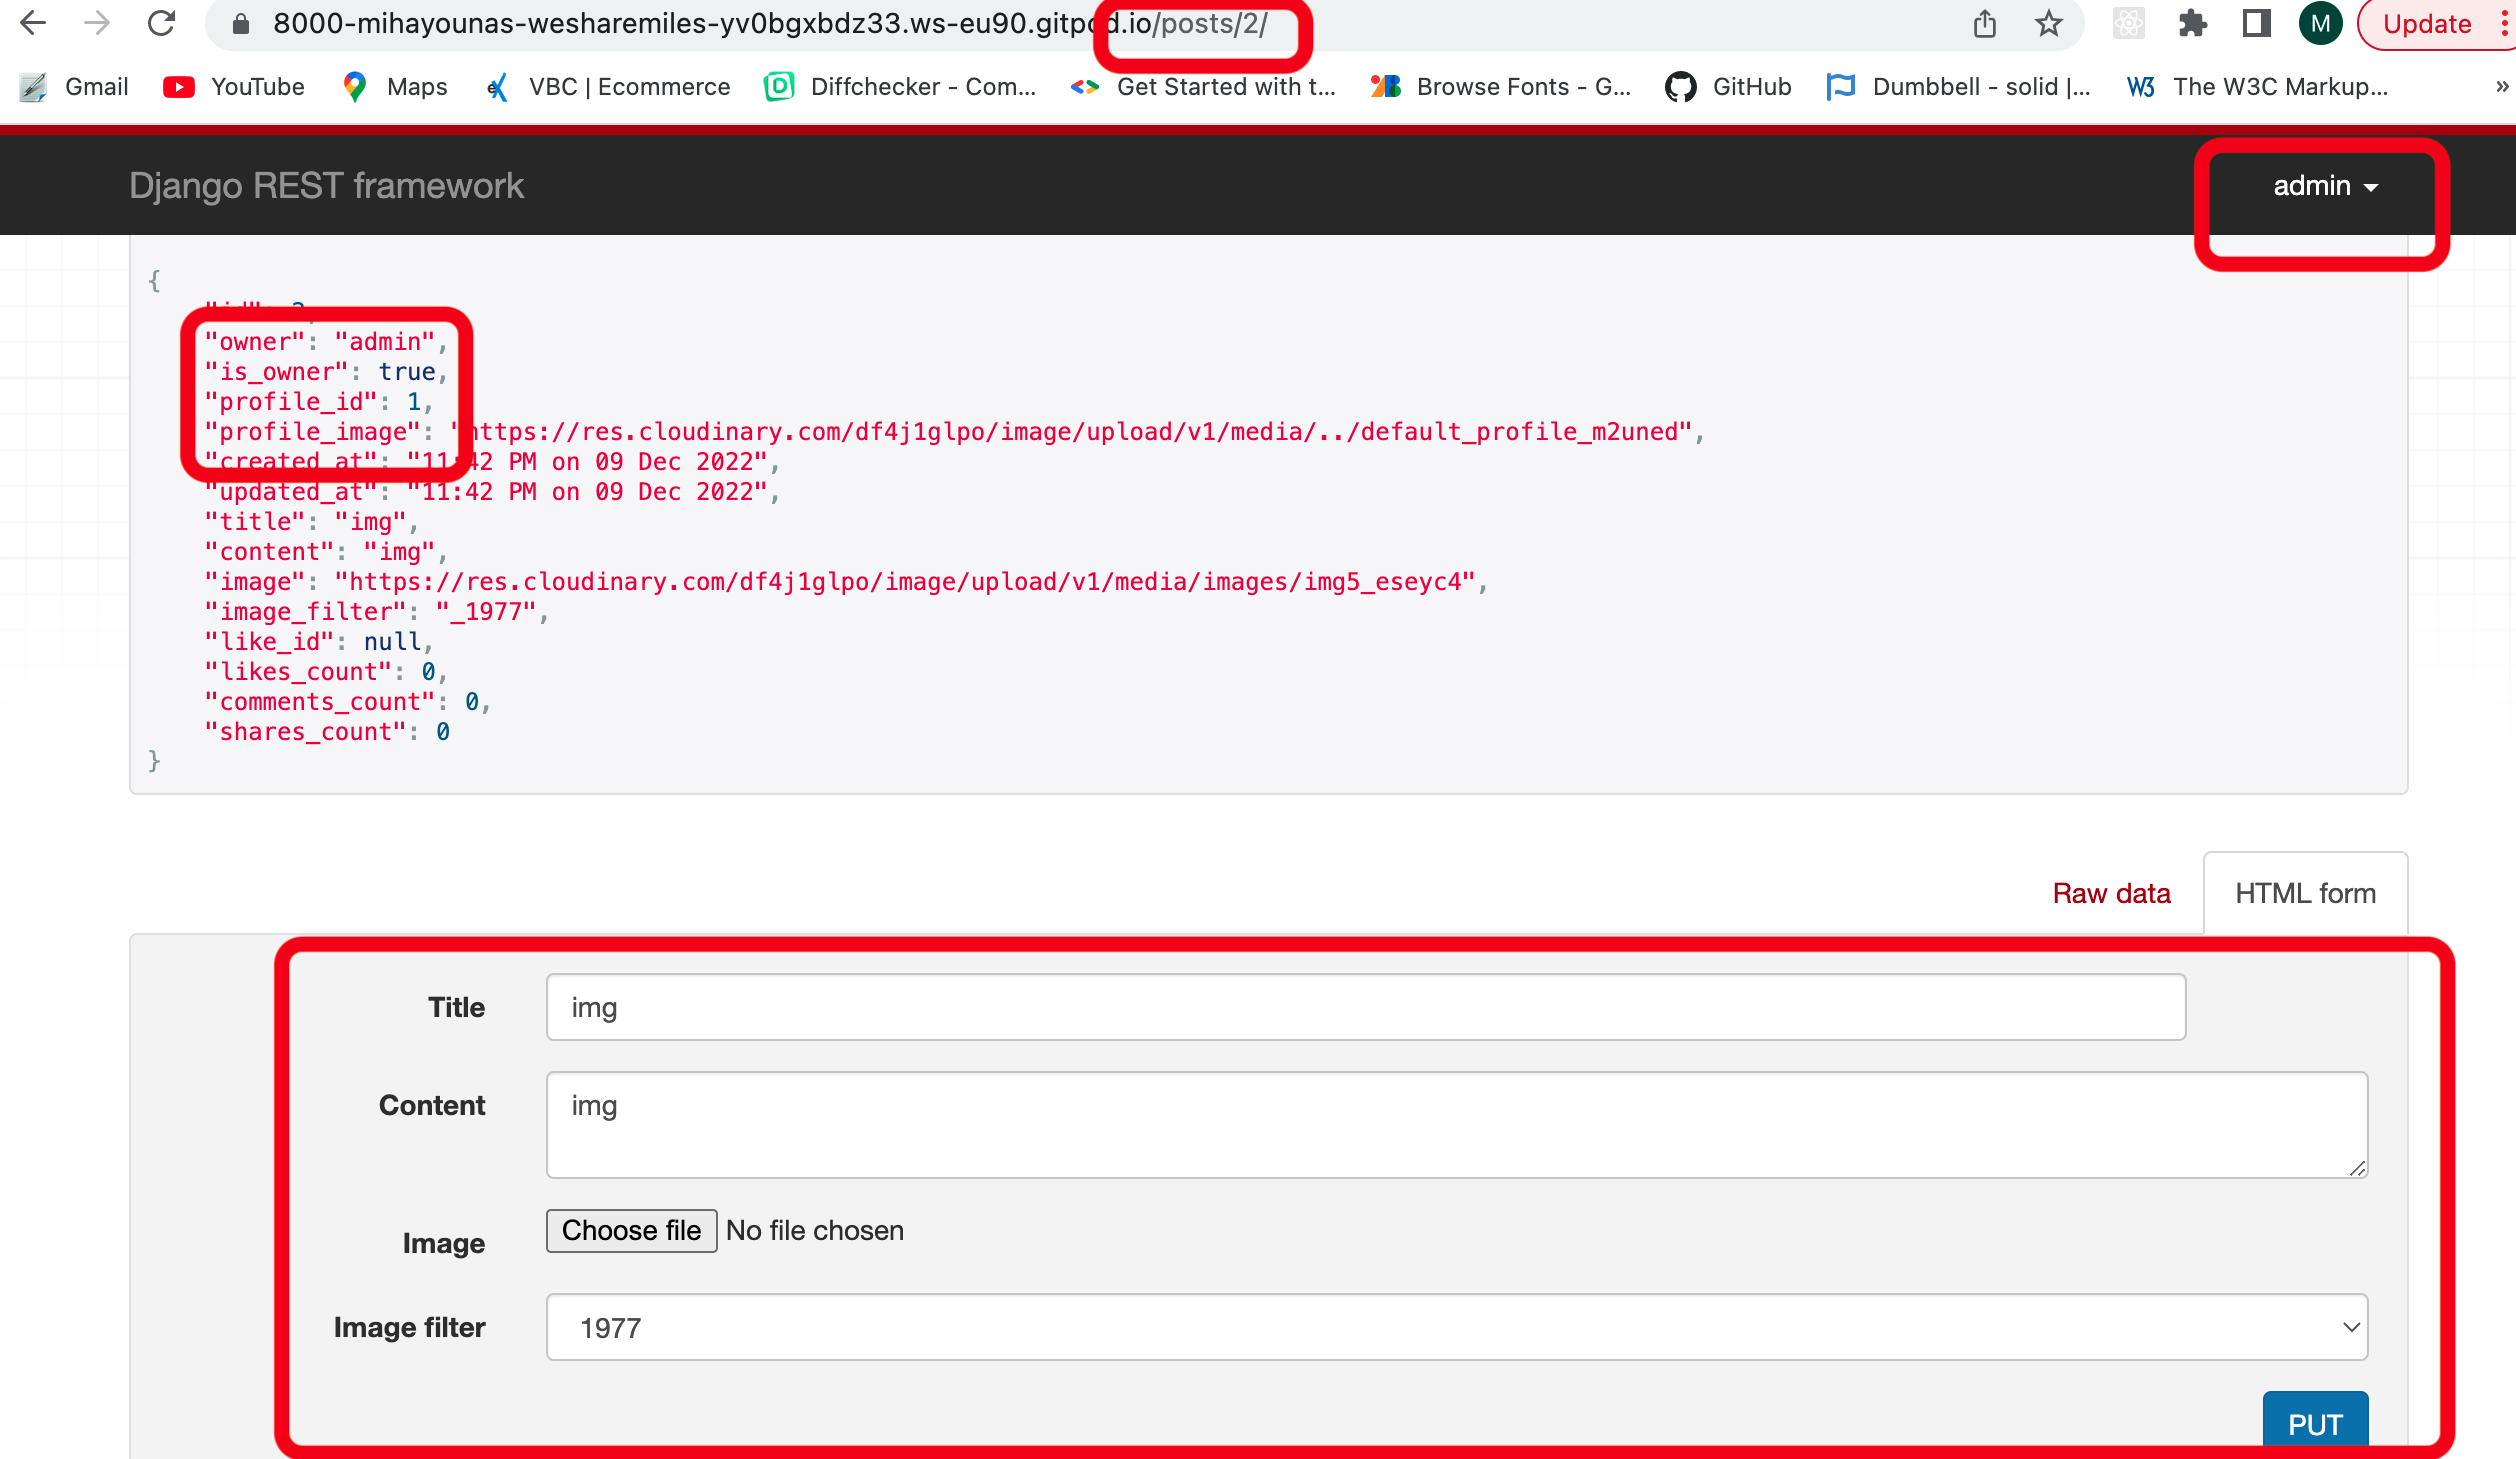 8000-mihayounas-wesharemiles-yv0bgxbdz33.ws-eu90.gitpod.io/posts/2/
M
Update
Gmail
YouTube
Maps
VBC | Ecommerce
Diffchecker - Com...
Get Started with t...
Browse Fonts - G...
GitHub
Dumbbell - solid |...
The W3C Markup...
»
Django REST framework
admin
{
"id": 2,
"owner": "admin",
"is_owner": true,
"profile_id": 1,
"profile_image": "https://res.cloudinary.com/df4j1glpo/image/upload/v1/media/../default_profile_m2uned",
"created_at": "11:42 PM on 09 Dec 2022",
"updated_at": "11:42 PM on 09 Dec 2022",
"title": "img",
"content": "img",
"image": "https://res.cloudinary.com/df4j1glpo/image/upload/v1/media/images/img5_eseyc4",
"image_filter": "_1977",
"like_id": null,
"likes_count": 0,
"comments_count": 0,
"shares_count": 0
}
Raw data
HTML form
Title
img
Content
img
Image
Choose file No file chosen
Image filter
1977
PUT